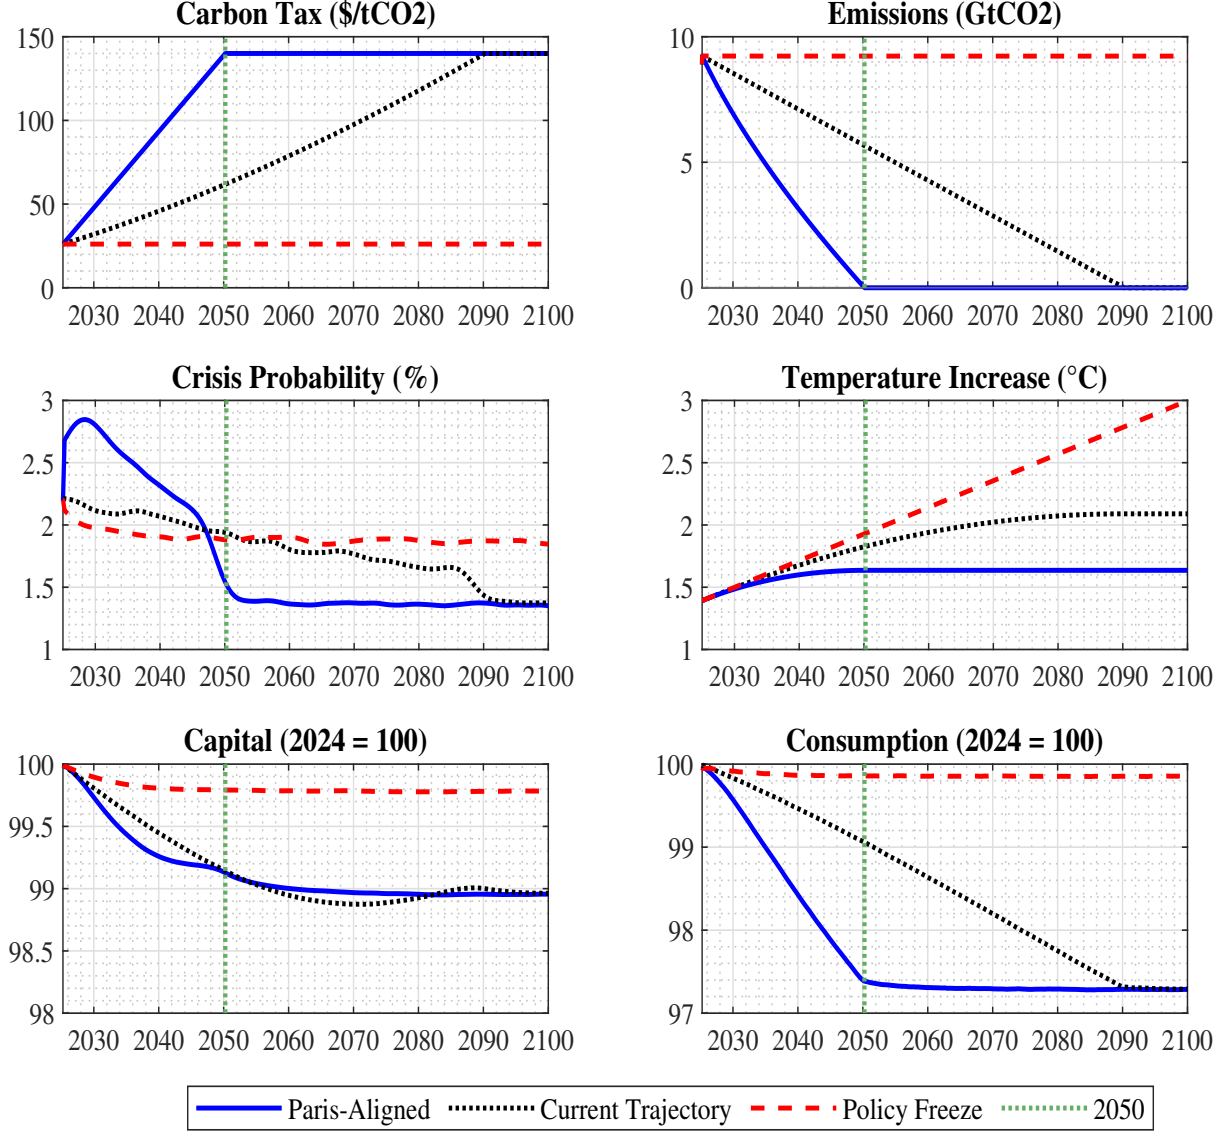 Carbon Tax ($/tCO2)
150
100
50
0
2030 2040 2050 2060 2070 2080 2090 2100
Emissions (GtCO2)
10
5
0
2030 2040 2050 2060 2070 2080 2090 2100
Crisis Probability (%)
3
2.5
2
1.5
1
2030 2040 2050 2060 2070 2080 2090 2100
Temperature Increase (°C)
3
2.5
2
1.5
1
2030 2040 2050 2060 2070 2080 2090 2100
Capital (2024 = 100)
100
99.5
99
98.5
98
2030 2040 2050 2060 2070 2080 2090 2100
Consumption (2024 = 100)
100
99
98
97
2030 2040 2050 2060 2070 2080 2090 2100
Paris-Aligned Current Trajectory Policy Freeze 2050